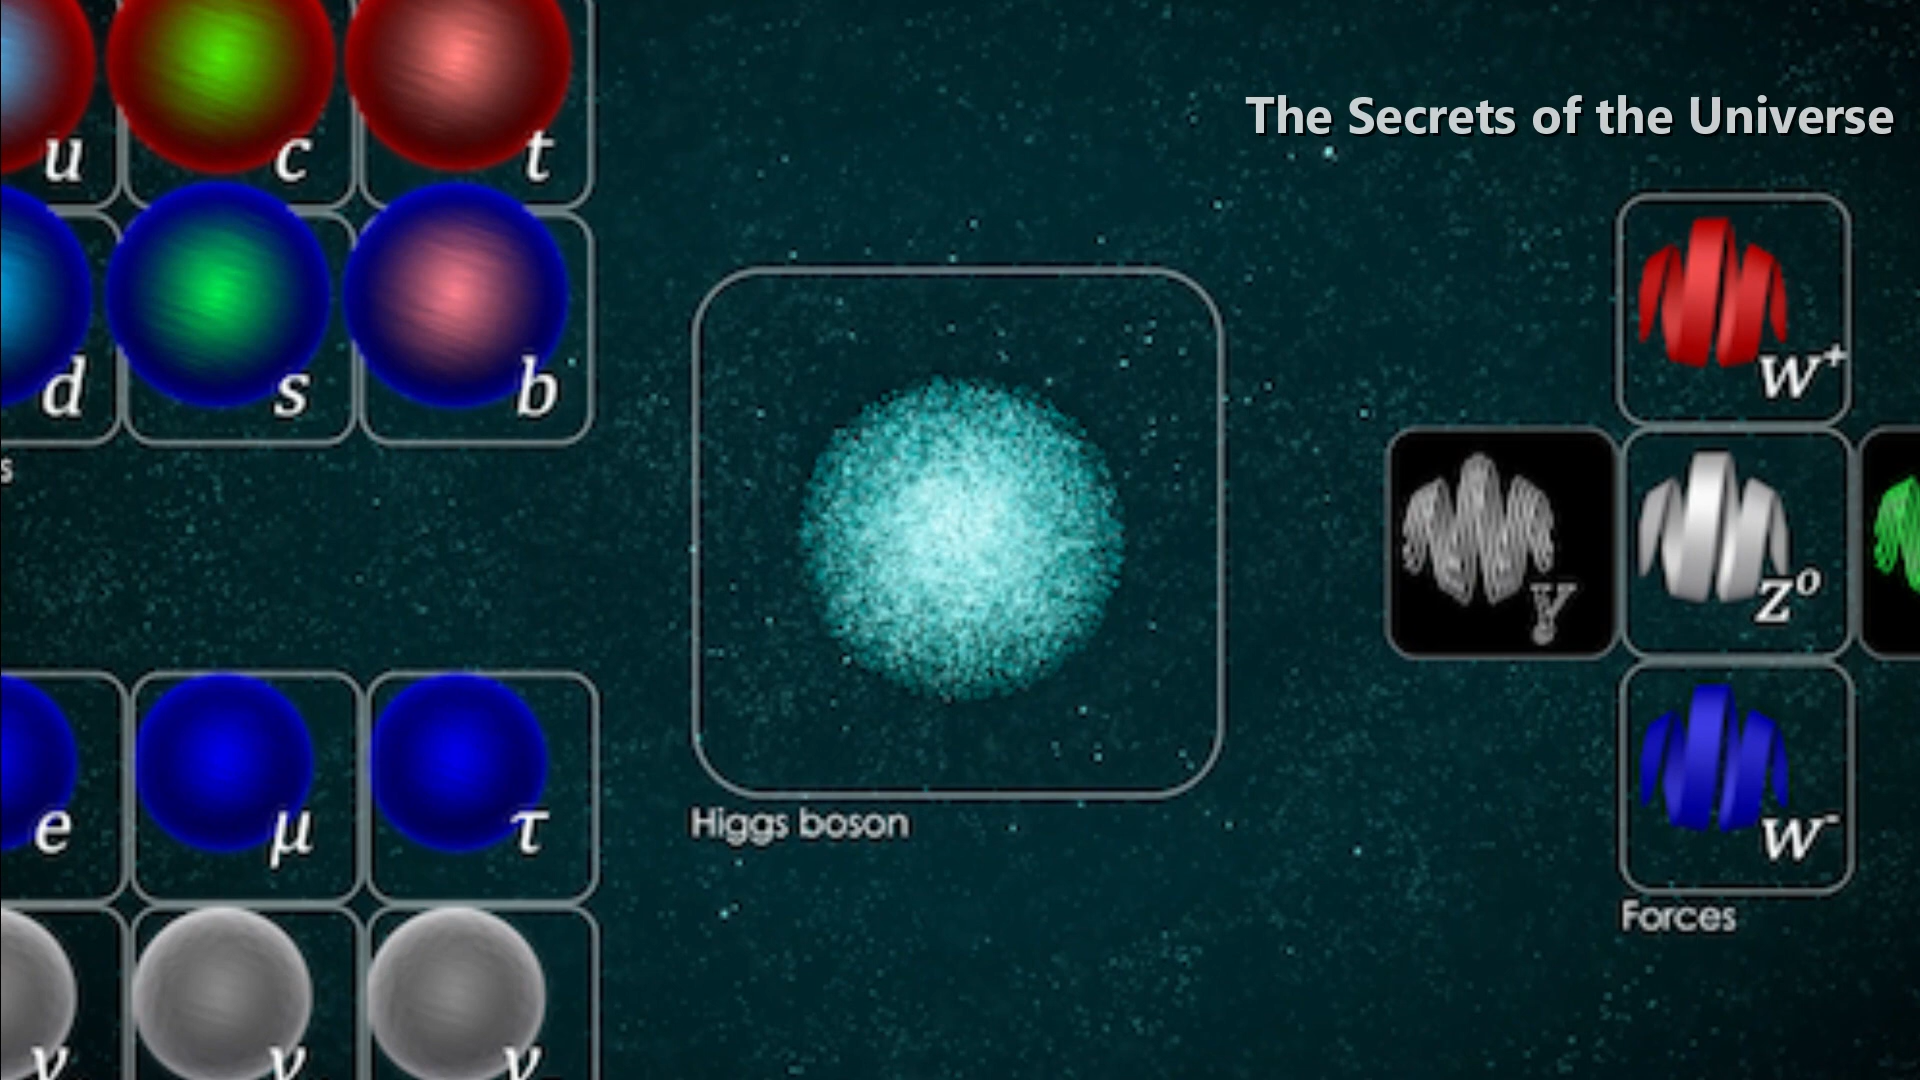 The Secrets of the Universe
u c t
d s b
s
e μ τ
ν ν ν
Higgs boson
W+
γ Z0
W-
Forces